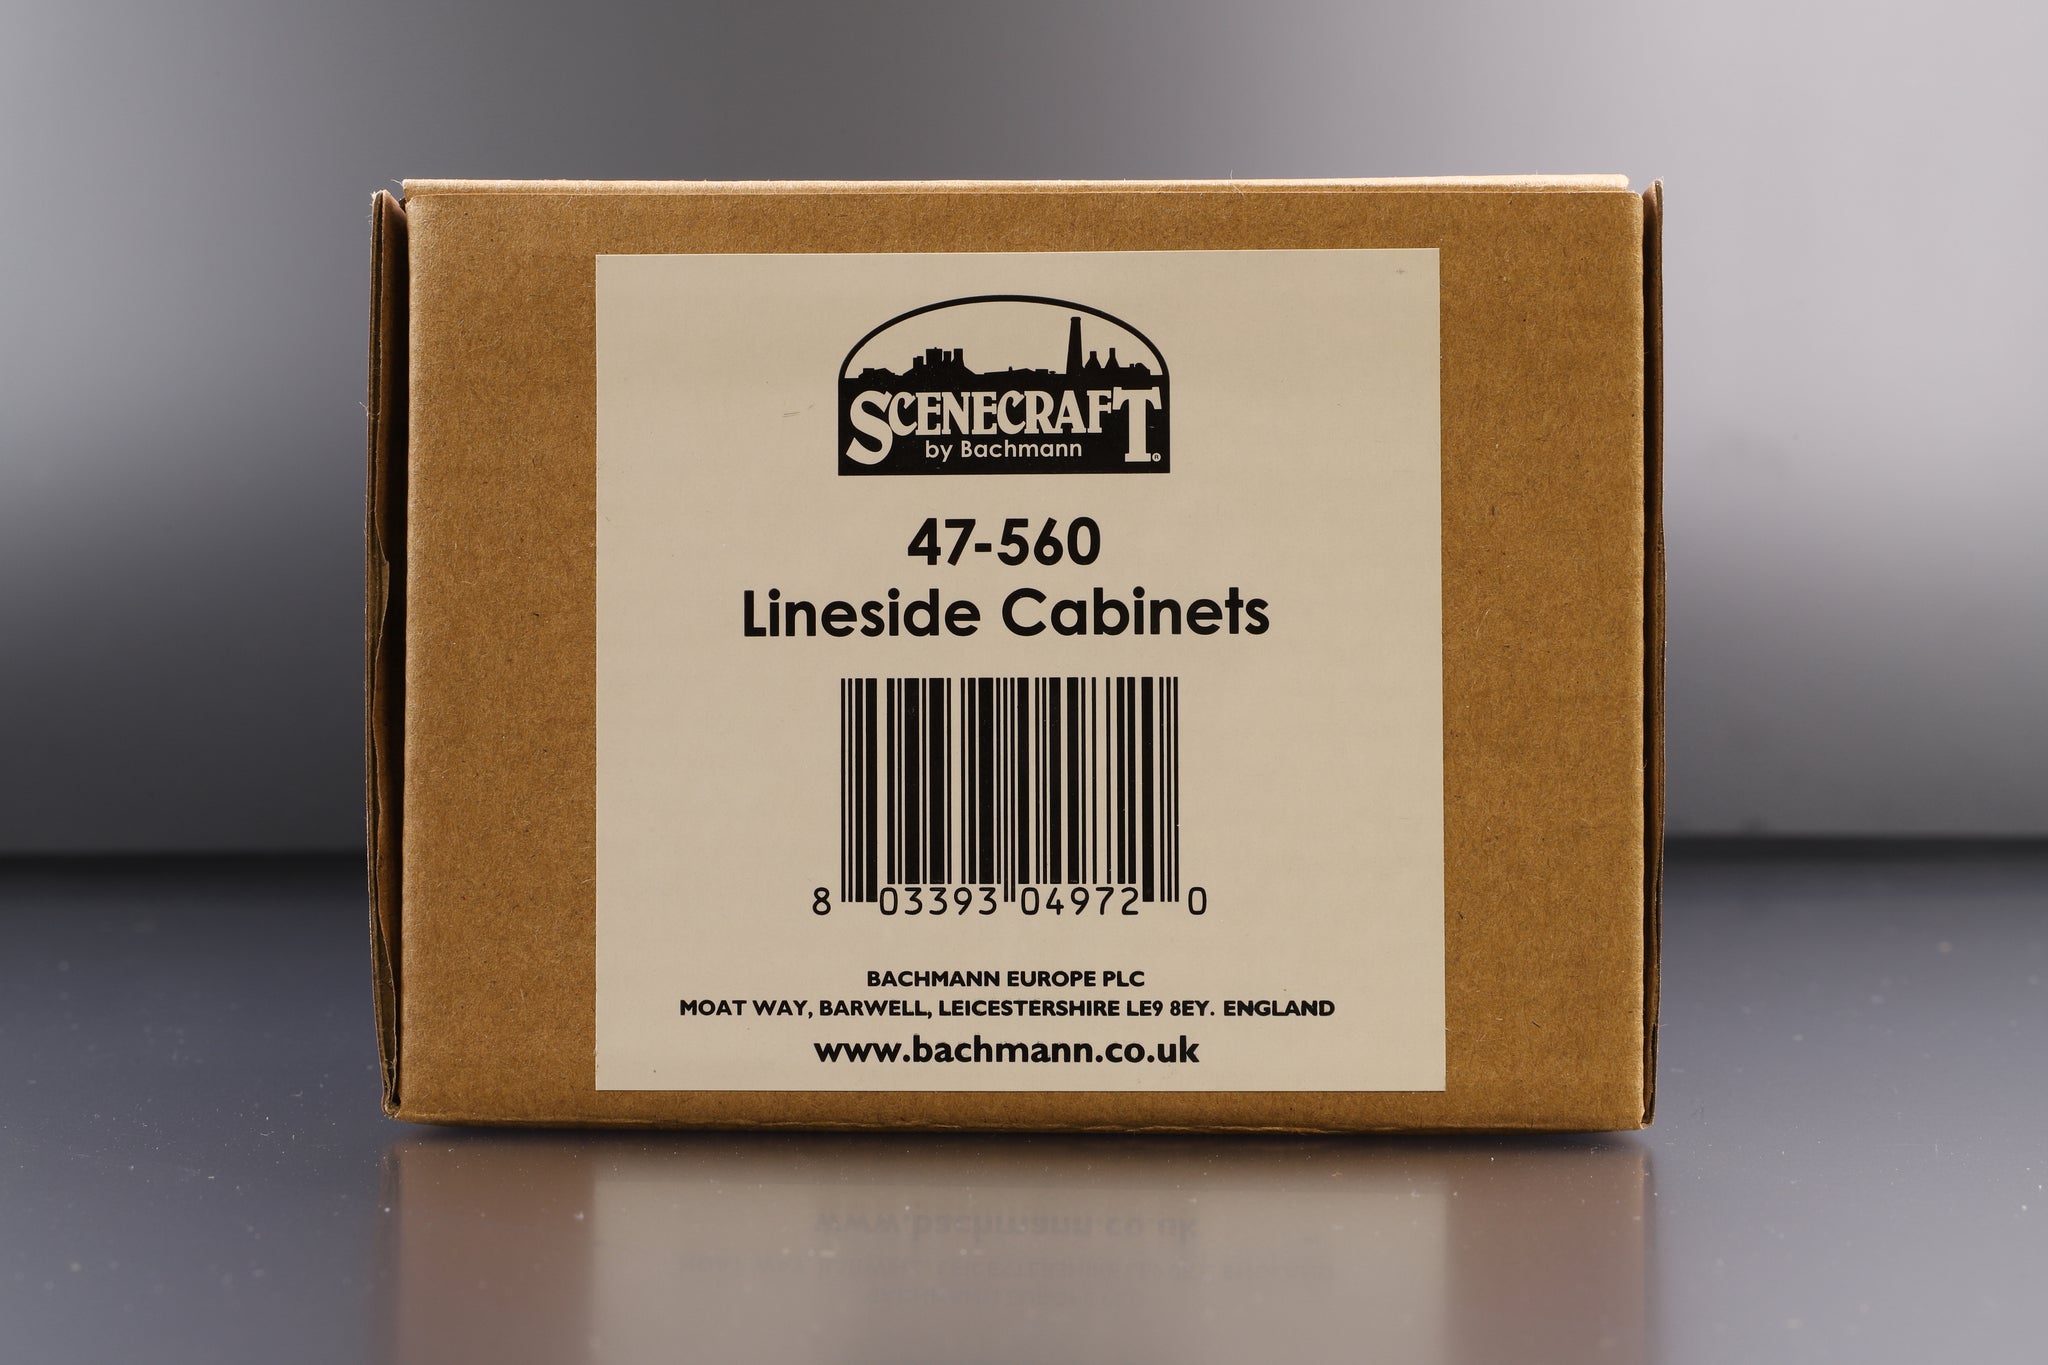 SCENECRAFT
by Bachmann ®
47-560
Lineside Cabinets
8 03393 04972 0
BACHMANN EUROPE PLC
MOAT WAY, BARWELL, LEICESTERSHIRE LE9 8EY. ENGLAND
www.bachmann.co.uk